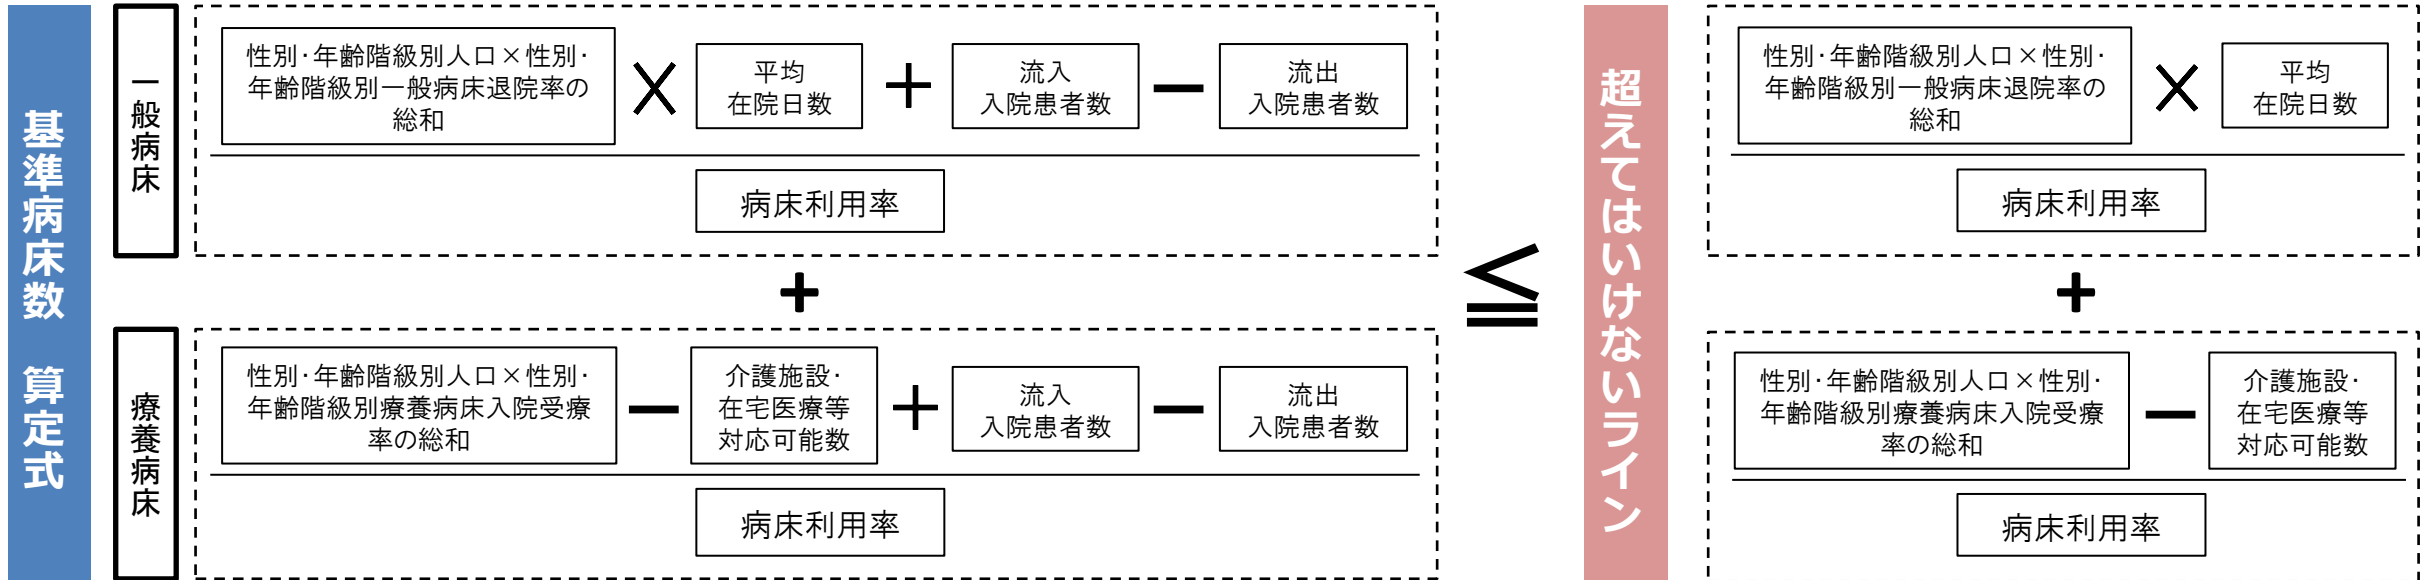 基準病床数 算定式
一般病床
性別・年齢階級別人口×性別・
年齢階級別一般病床退院率の
総和
×
平均
在院日数
+
流入
入院患者数
ー
流出
入院患者数
病床利用率
+
療養病床
性別・年齢階級別人口×性別・
年齢階級別療養病床入院受療
率の総和
ー
介護施設・
在宅医療等
対応可能数
+
流入
入院患者数
ー
流出
入院患者数
病床利用率
≦
超えてはいけないライン
性別・年齢階級別人口×性別・
年齢階級別一般病床退院率の
総和
×
平均
在院日数
病床利用率
+
性別・年齢階級別人口×性別・
年齢階級別療養病床入院受療
率の総和
ー
介護施設・
在宅医療等
対応可能数
病床利用率